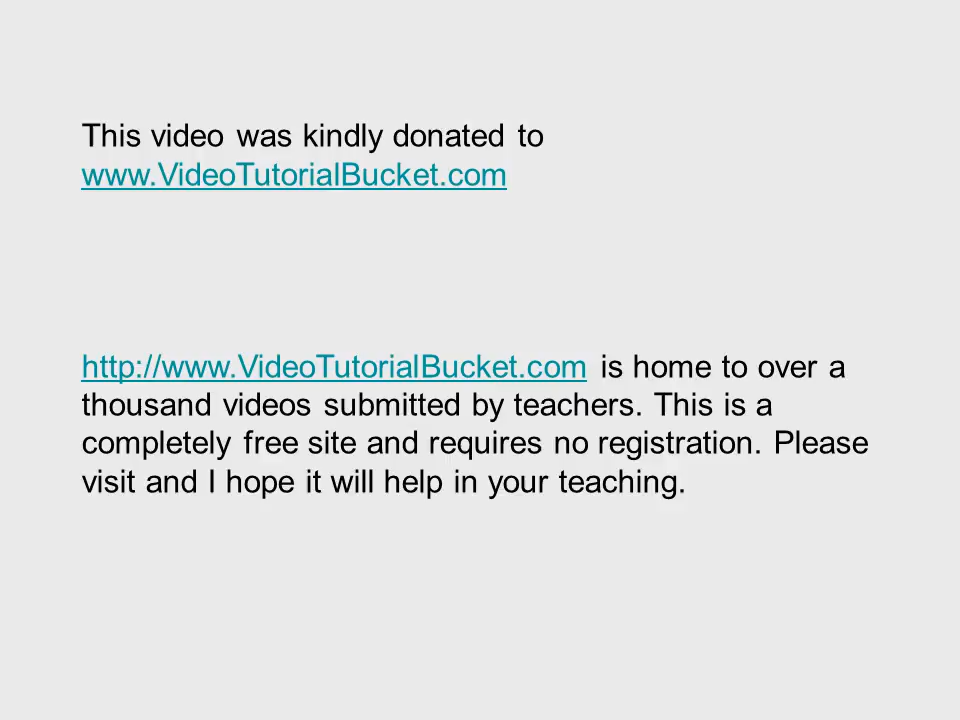 This video was kindly donated to
www.VideoTutorialBucket.com
http://www.VideoTutorialBucket.com is home to over a
thousand videos submitted by teachers. This is a
completely free site and requires no registration. Please
visit and I hope it will help in your teaching.